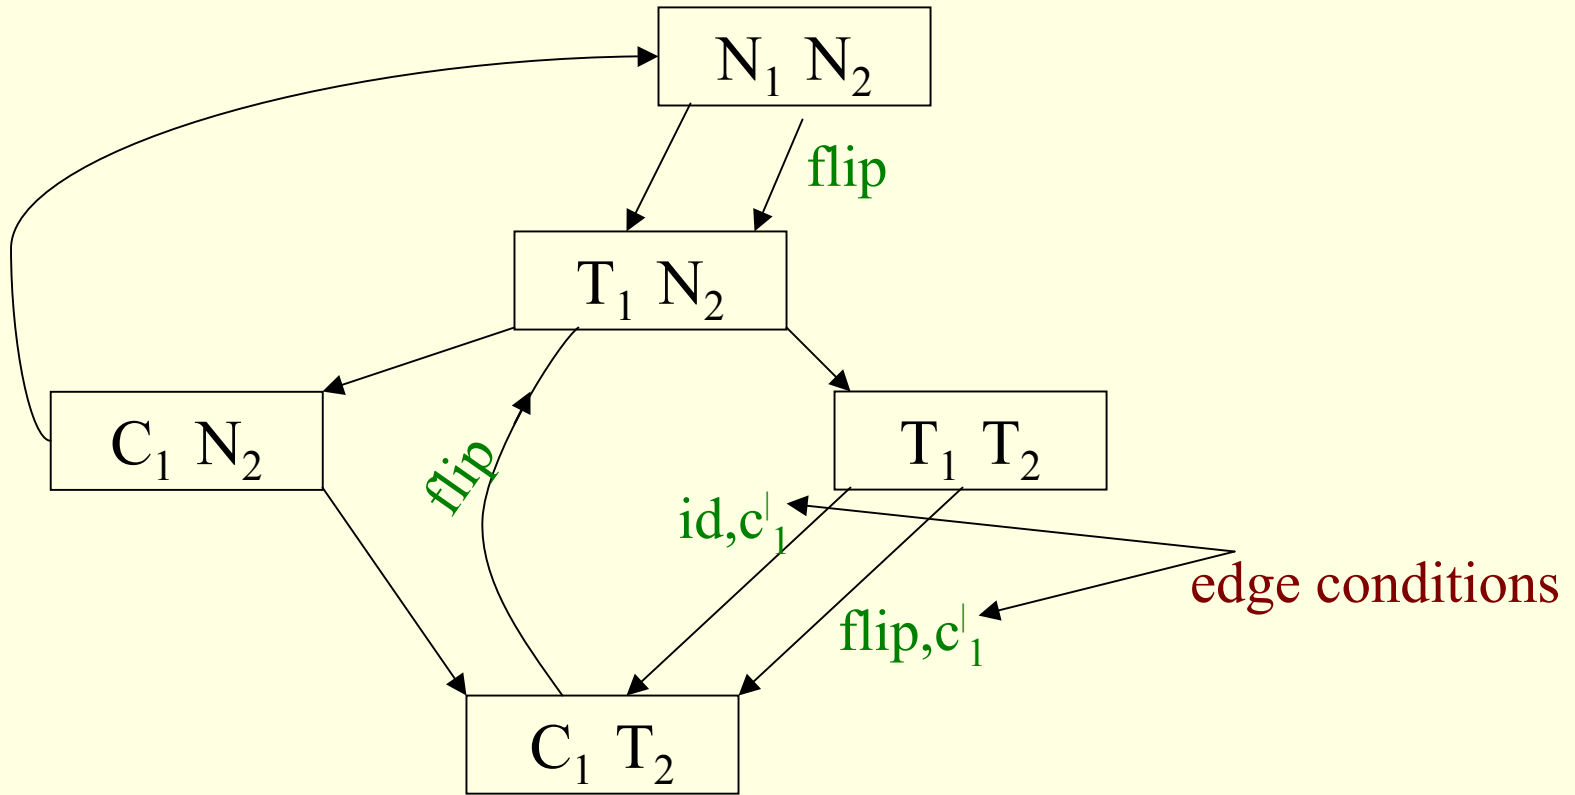 N₁ N₂
flip
T₁ N₂
C₁ N₂
flip
T₁ T₂
id,c|₁
edge conditions
flip,c|₁
C₁ T₂